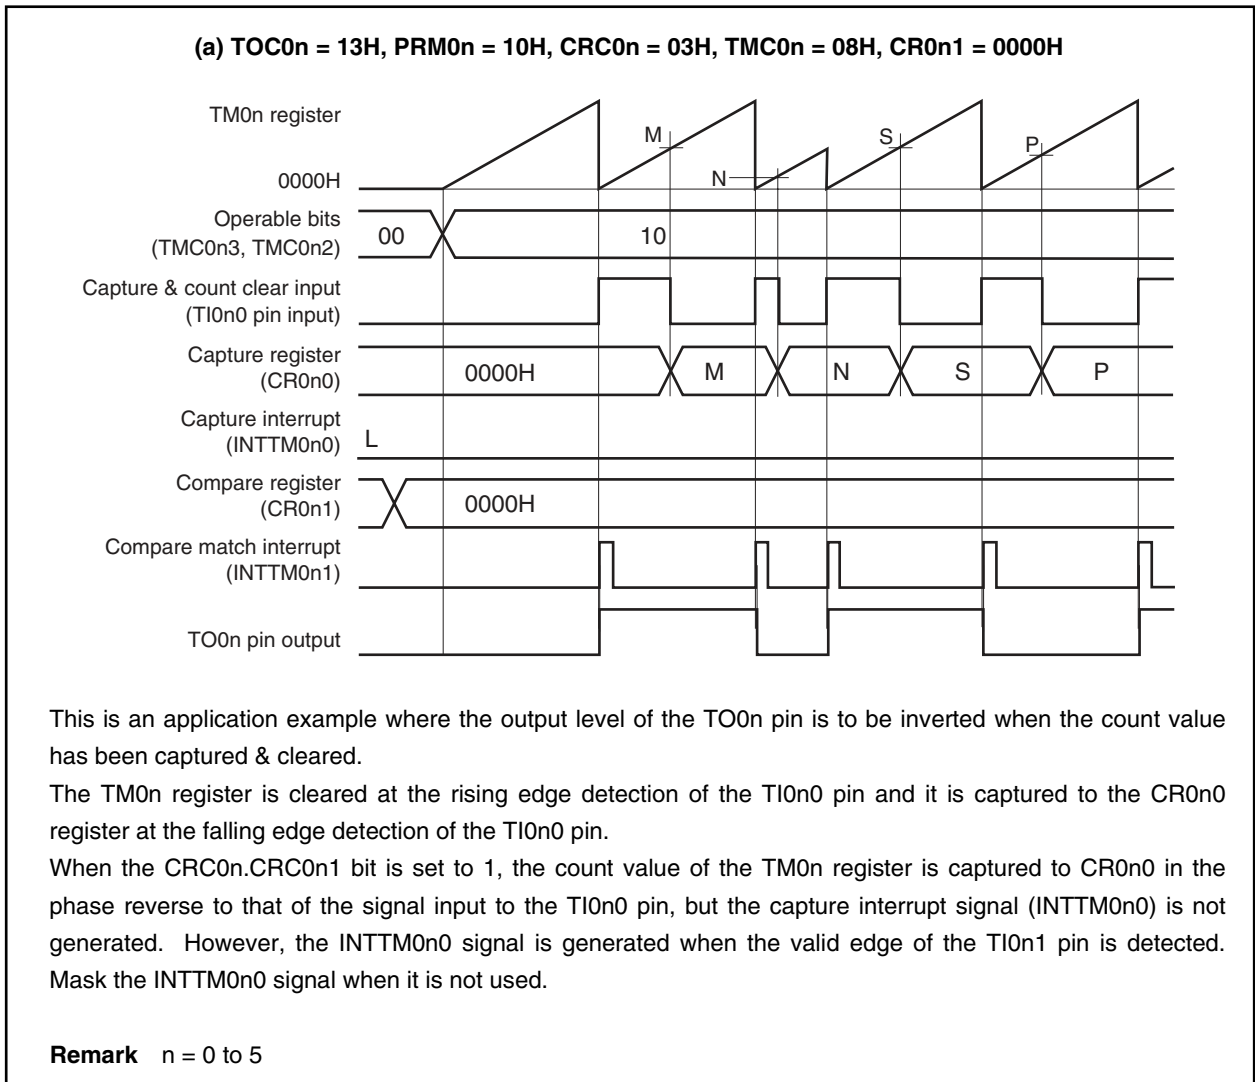 (a) TOC0n = 13H, PRM0n = 10H, CRC0n = 03H, TMC0n = 08H, CR0n1 = 0000H
TM0n register
M
S
P
N
0000H
Operable bits
(TMC0n3, TMC0n2)
00
10
Capture & count clear input
(TI0n0 pin input)
Capture register
(CR0n0)
0000H
M
N
S
P
Capture interrupt
(INTTM0n0)
L
Compare register
(CR0n1)
0000H
Compare match interrupt
(INTTM0n1)
TO0n pin output
This is an application example where the output level of the TO0n pin is to be inverted when the count value
has been captured & cleared.
The TM0n register is cleared at the rising edge detection of the TI0n0 pin and it is captured to the CR0n0
register at the falling edge detection of the TI0n0 pin.
When the CRC0n.CRC0n1 bit is set to 1, the count value of the TM0n register is captured to CR0n0 in the
phase reverse to that of the signal input to the TI0n0 pin, but the capture interrupt signal (INTTM0n0) is not
generated. However, the INTTM0n0 signal is generated when the valid edge of the TI0n1 pin is detected.
Mask the INTTM0n0 signal when it is not used.
Remark n = 0 to 5